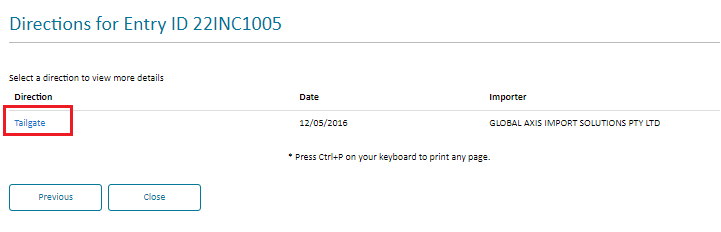 Directions for Entry ID 22INC1005
Select a direction to view more details
Direction Date Importer
Tailgate 12/05/2016 GLOBAL AXIS IMPORT SOLUTIONS PTY LTD
* Press Ctrl+P on your keyboard to print any page.
Previous Close